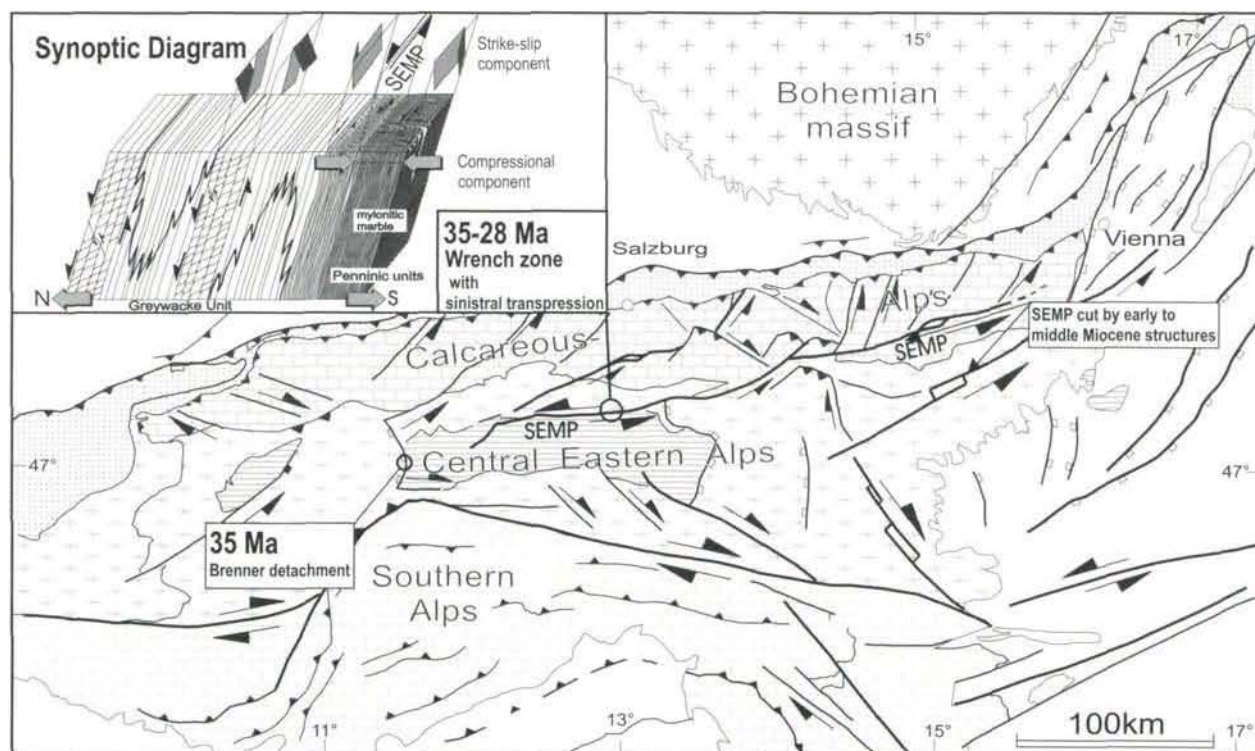 Synoptic Diagram
SEMP
Strike-slip
component
Compressional
component
mylonitic
marble
Penninic units
Greywacke Unit
N
S
35-28 Ma
Wrench zone
with
sinistral transpression
15°
17°
Bohemian
massif
Salzburg
Vienna
Calcareous-
Alp's
SEMP
SEMP cut by early to
middle Miocene structures
SEMP
47°
Central Eastern Alps
47°
35 Ma
Brenner detachment
Southern
Alps
11°
13°
15°
100km
17°